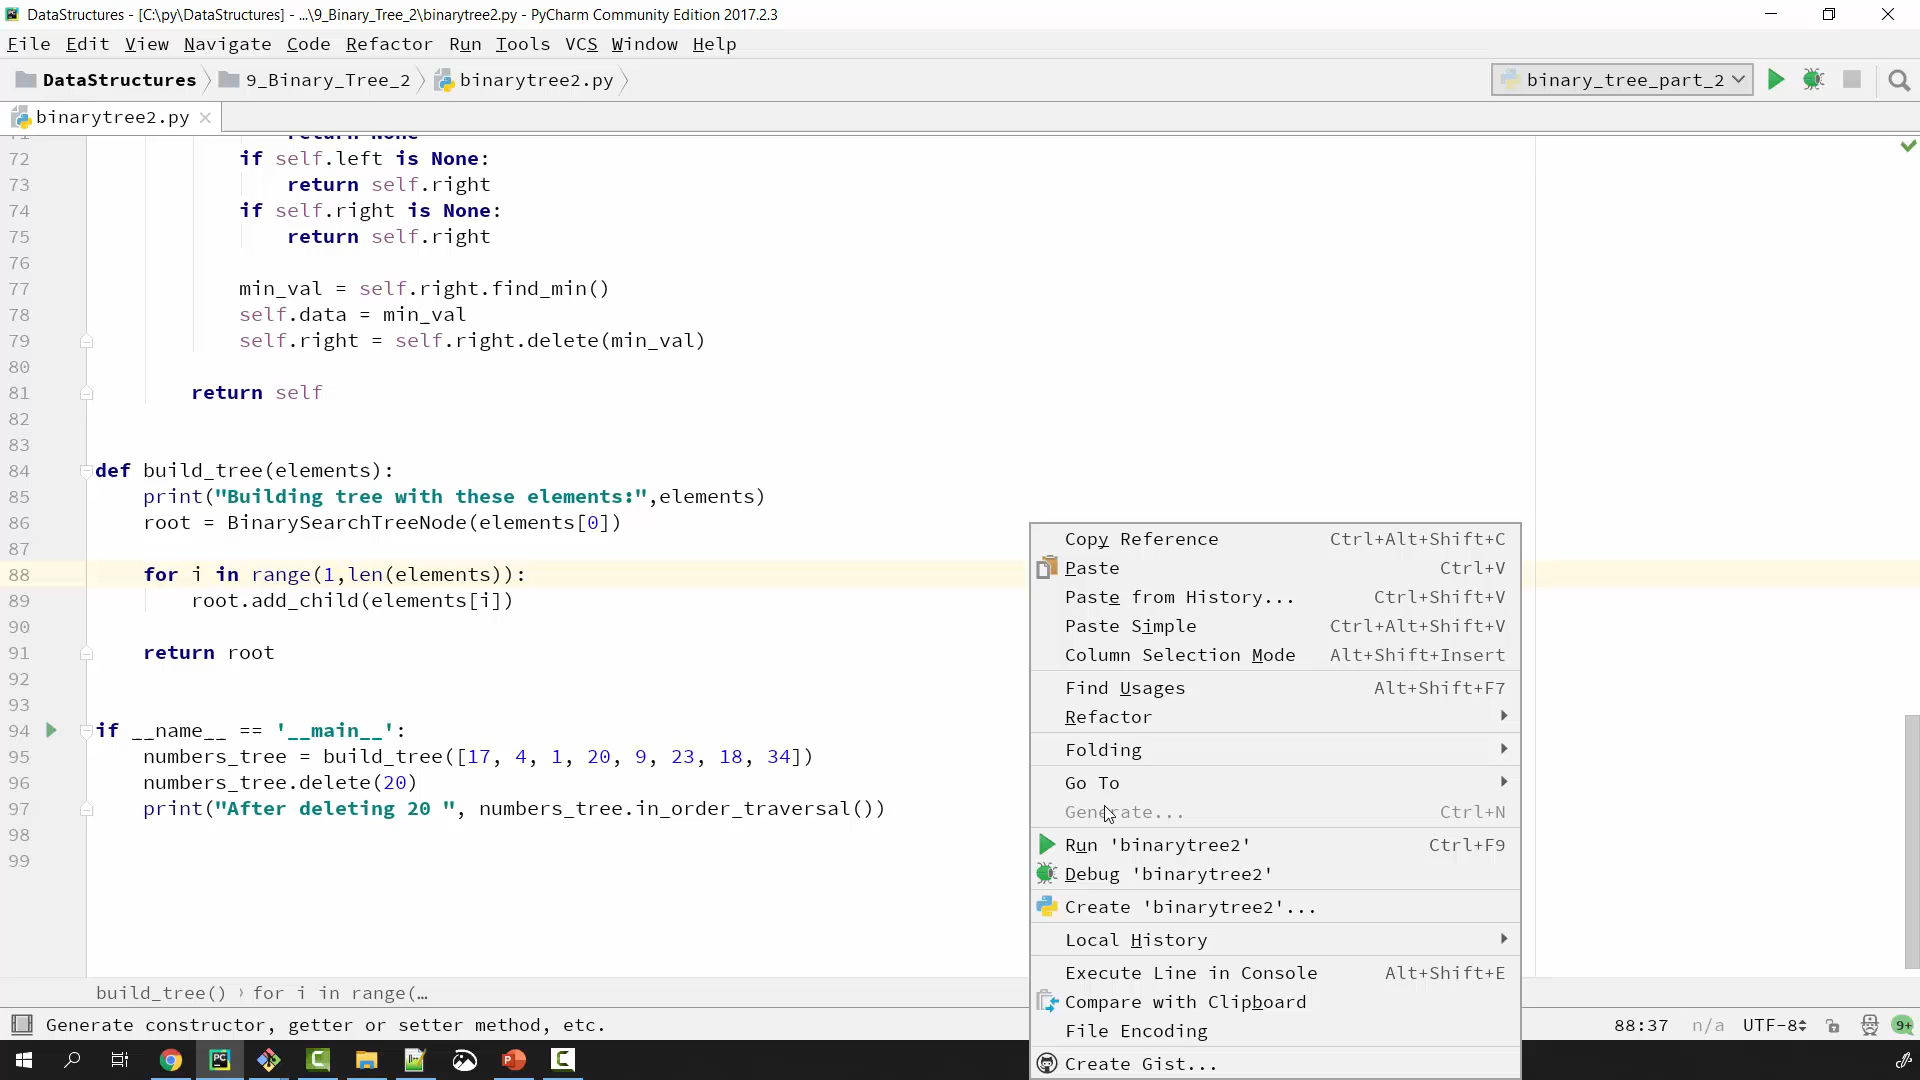 DataStructures - [C:\py\DataStructures] - ...\9_Binary_Tree_2\binarytree2.py - PyCharm Community Edition 2017.2.3
File Edit View Navigate Code Refactor Run Tools VCS Window Help
DataStructures 9_Binary_Tree_2 binarytree2.py binary_tree_part_2
binarytree2.py
71 return None
72 if self.left is None:
73 return self.right
74 if self.right is None:
75 return self.right
76
77 min_val = self.right.find_min()
78 self.data = min_val
79 self.right = self.right.delete(min_val)
80
81 return self
82
83
84 def build_tree(elements):
85 print("Building tree with these elements:",elements)
86 root = BinarySearchTreeNode(elements[0])
87
88 for i in range(1,len(elements)):
89 root.add_child(elements[i])
90
91 return root
92
93
94 if __name__ == '__main__':
95 numbers_tree = build_tree([17, 4, 1, 20, 9, 23, 18, 34])
96 numbers_tree.delete(20)
97 print("After deleting 20 ", numbers_tree.in_order_traversal())
98
99
Copy Reference Ctrl+Alt+Shift+C
Paste Ctrl+V
Paste from History... Ctrl+Shift+V
Paste Simple Ctrl+Alt+Shift+V
Column Selection Mode Alt+Shift+Insert
Find Usages Alt+Shift+F7
Refactor
Folding
Go To
Generate... Ctrl+N
Run 'binarytree2' Ctrl+F9
Debug 'binarytree2'
Create 'binarytree2'...
Local History
Execute Line in Console Alt+Shift+E
Compare with Clipboard
File Encoding
Create Gist...
build_tree() › for i in range(…
Generate constructor, getter or setter method, etc. 88:37 n/a UTF-8 9+